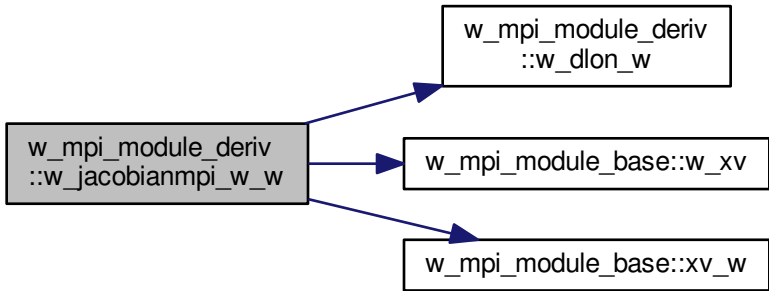 w_mpi_module_deriv
::w_dlon_w
w_mpi_module_deriv
::w_jacobianmpi_w_w
w_mpi_module_base::w_xv
w_mpi_module_base::xv_w